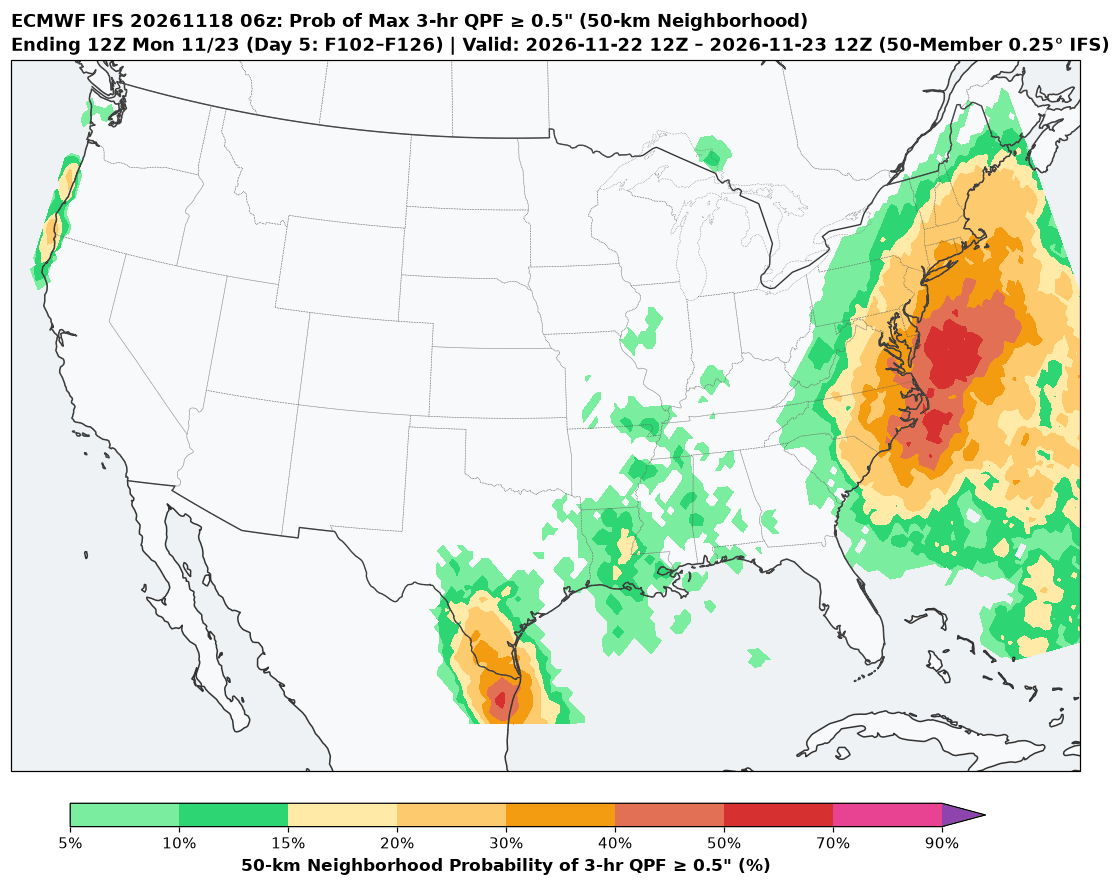 ECMWF IFS 20261118 06z: Prob of Max 3-hr QPF ≥ 0.5" (50-km Neighborhood)
Ending 12Z Mon 11/23 (Day 5: F102–F126) | Valid: 2026-11-22 12Z – 2026-11-23 12Z (50-Member 0.25° IFS)
5% 10% 15% 20% 30% 40% 50% 70% 90%
50-km Neighborhood Probability of 3-hr QPF ≥ 0.5" (%)